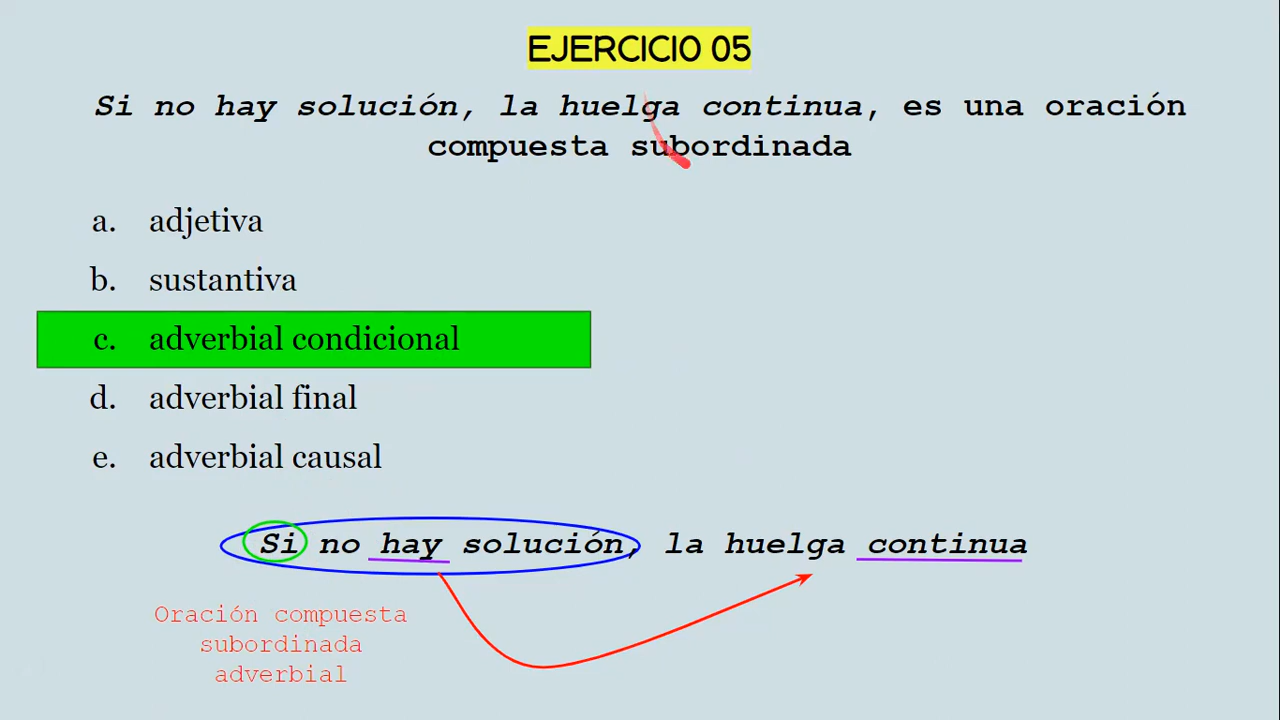 EJERCICIO 05
Si no hay solución, la huelga continua, es una oración
compuesta subordinada
a. adjetiva
b. sustantiva
c. adverbial condicional
d. adverbial final
e. adverbial causal
Si no hay solución, la huelga continua
Oración compuesta
subordinada
adverbial